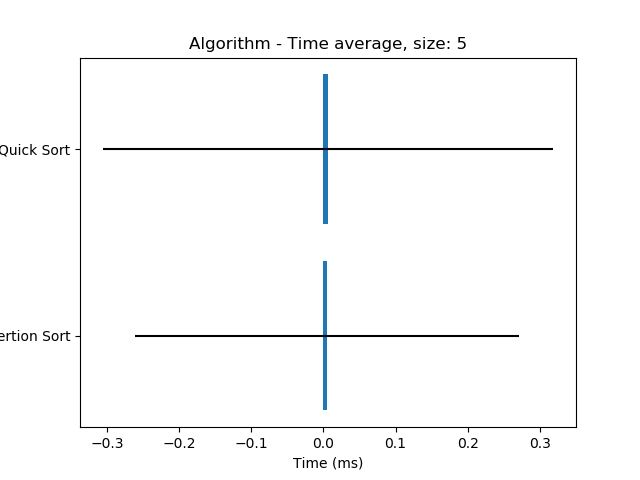 Algorithm - Time average, size: 5
Quick Sort
ertion Sort
−0.3 −0.2 −0.1 0.0 0.1 0.2 0.3
Time (ms)